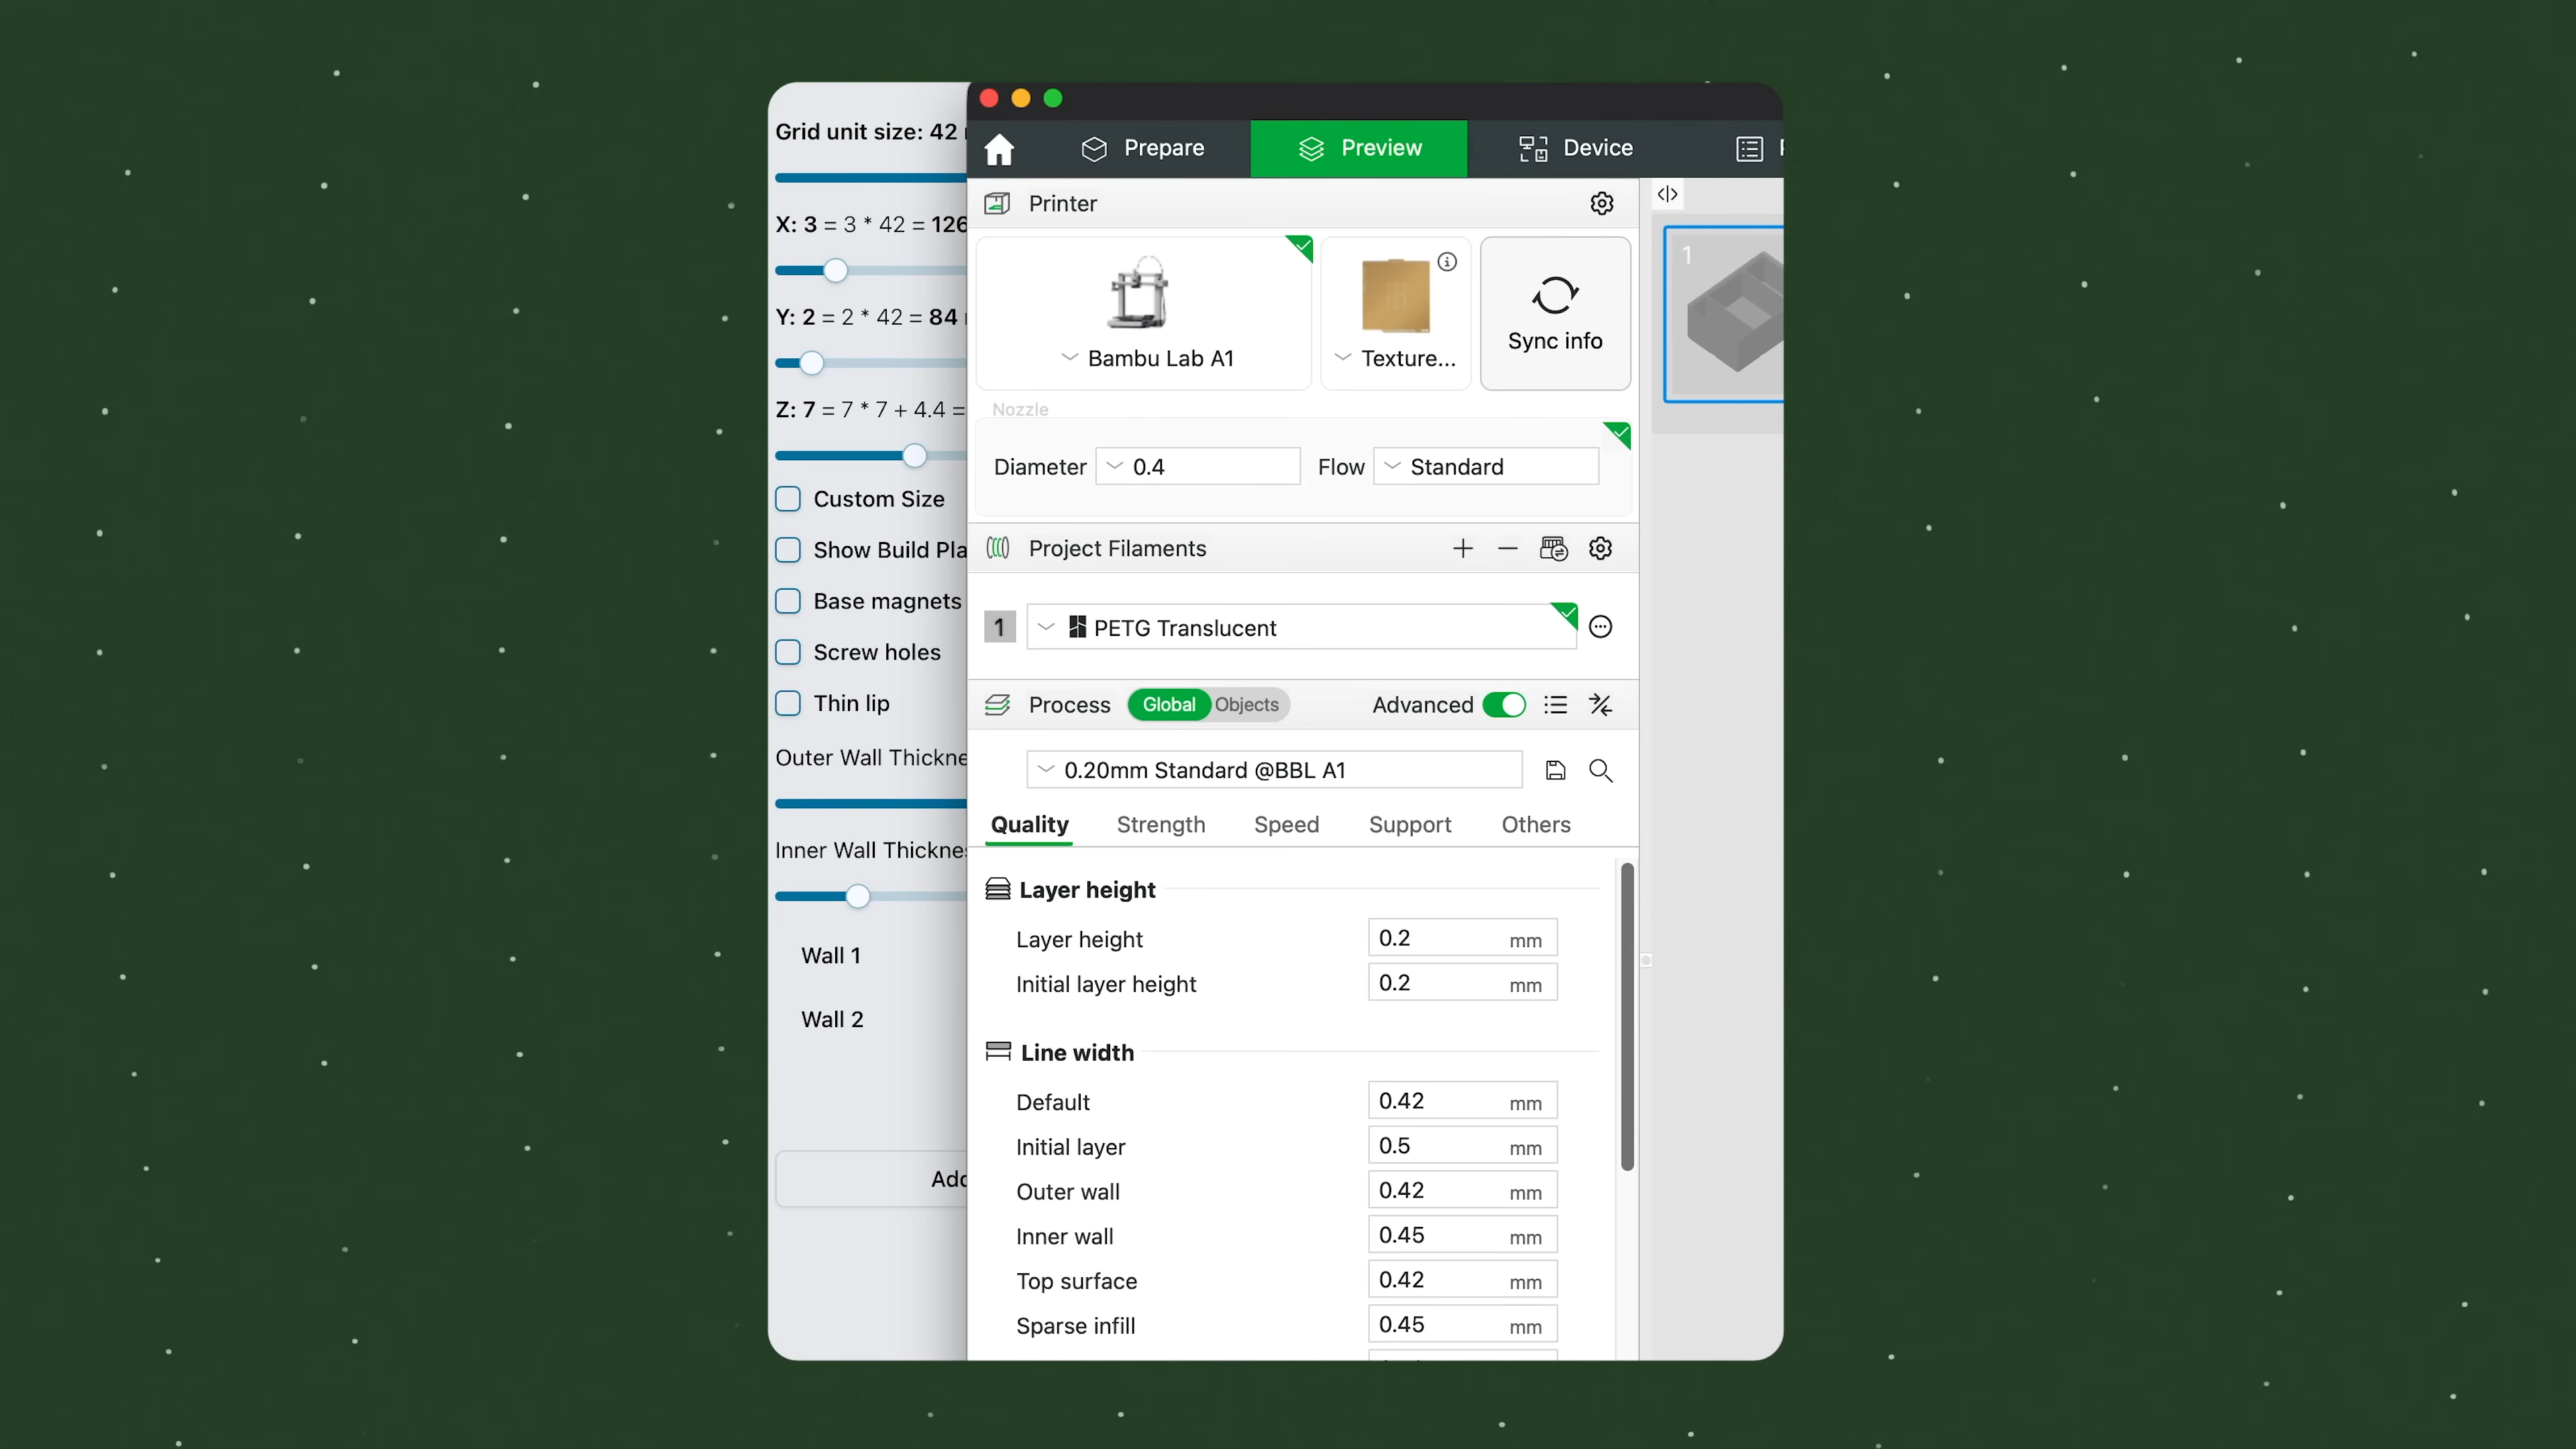 Grid unit size: 42
X: 3 = 3 * 42 = 126
Y: 2 = 2 * 42 = 84
Z: 7 = 7 * 7 + 4.4 =
Custom Size
Show Build Pla
Base magnets
Screw holes
Thin lip
Outer Wall Thickne
Inner Wall Thicknes
Wall 1
Wall 2
Add
Prepare
Preview
Device
Printer
Bambu Lab A1
Texture...
Sync info
Nozzle
Diameter 0.4 Flow Standard
Project Filaments
1 PETG Translucent
Process Global Objects Advanced
0.20mm Standard @BBL A1
Quality Strength Speed Support Others
Layer height
Layer height 0.2 mm
Initial layer height 0.2 mm
Line width
Default 0.42 mm
Initial layer 0.5 mm
Outer wall 0.42 mm
Inner wall 0.45 mm
Top surface 0.42 mm
Sparse infill 0.45 mm
1